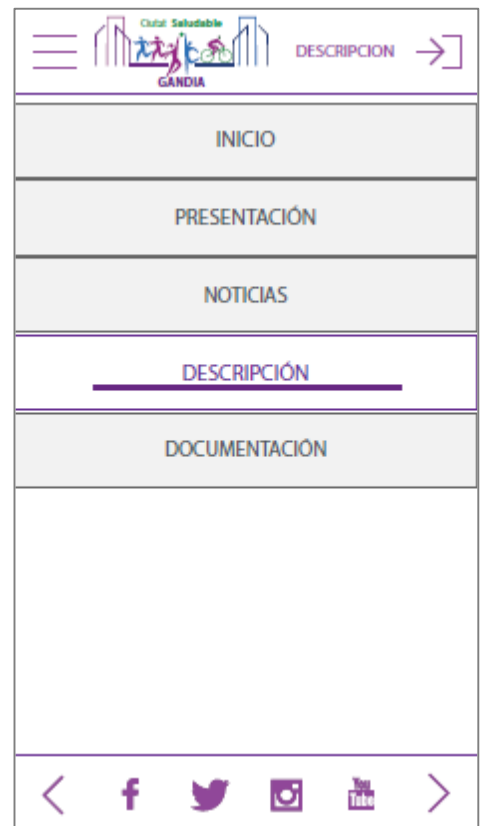 Ciutat Saludable
GANDIA
DESCRIPCION
INICIO
PRESENTACIÓN
NOTICIAS
DESCRIPCIÓN
DOCUMENTACIÓN
You
Tube